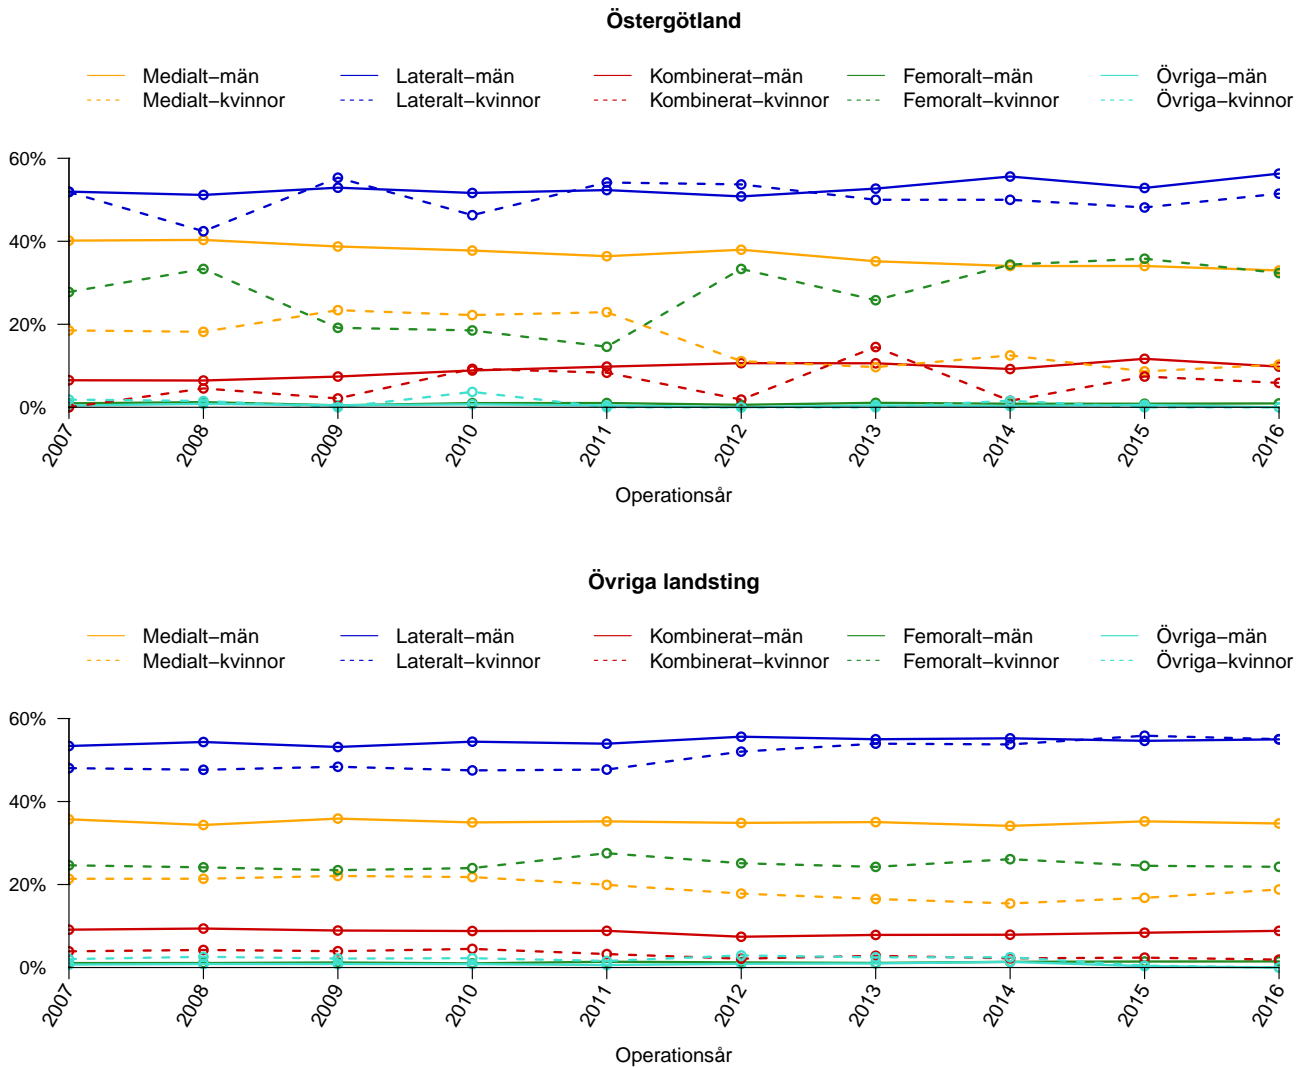 Östergötland
Medialt−män Lateralt−män Kombinerat−män Femoralt−män Övriga−män
Medialt−kvinnor Lateralt−kvinnor Kombinerat−kvinnor Femoralt−kvinnor Övriga−kvinnor
60%
40%
20%
0%
2007 2008 2009 2010 2011 2012 2013 2014 2015 2016
Operationsår
Övriga landsting
Medialt−män Lateralt−män Kombinerat−män Femoralt−män Övriga−män
Medialt−kvinnor Lateralt−kvinnor Kombinerat−kvinnor Femoralt−kvinnor Övriga−kvinnor
60%
40%
20%
0%
2007 2008 2009 2010 2011 2012 2013 2014 2015 2016
Operationsår